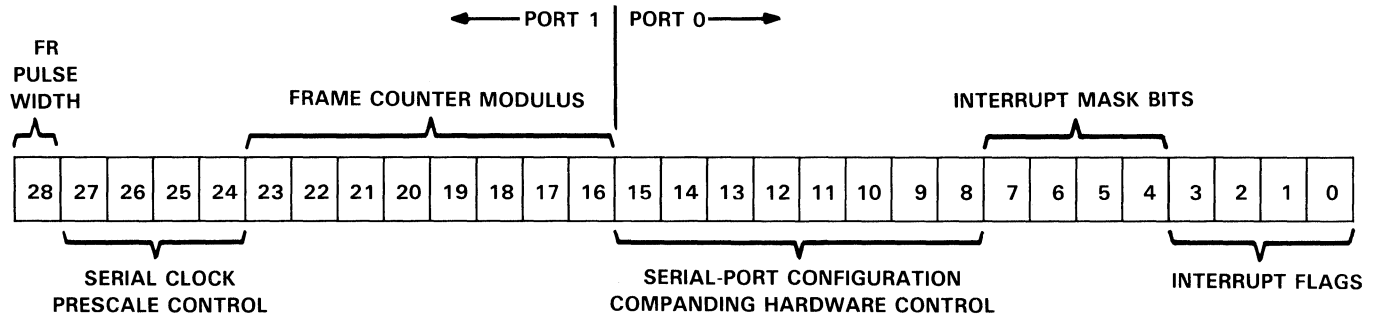 PORT 1 PORT 0
FR
PULSE
WIDTH
FRAME COUNTER MODULUS
INTERRUPT MASK BITS
28 27 26 25 24 23 22 21 20 19 18 17 16 15 14 13 12 11 10 9 8 7 6 5 4 3 2 1 0
SERIAL CLOCK
PRESCALE CONTROL
SERIAL-PORT CONFIGURATION
COMPANDING HARDWARE CONTROL
INTERRUPT FLAGS